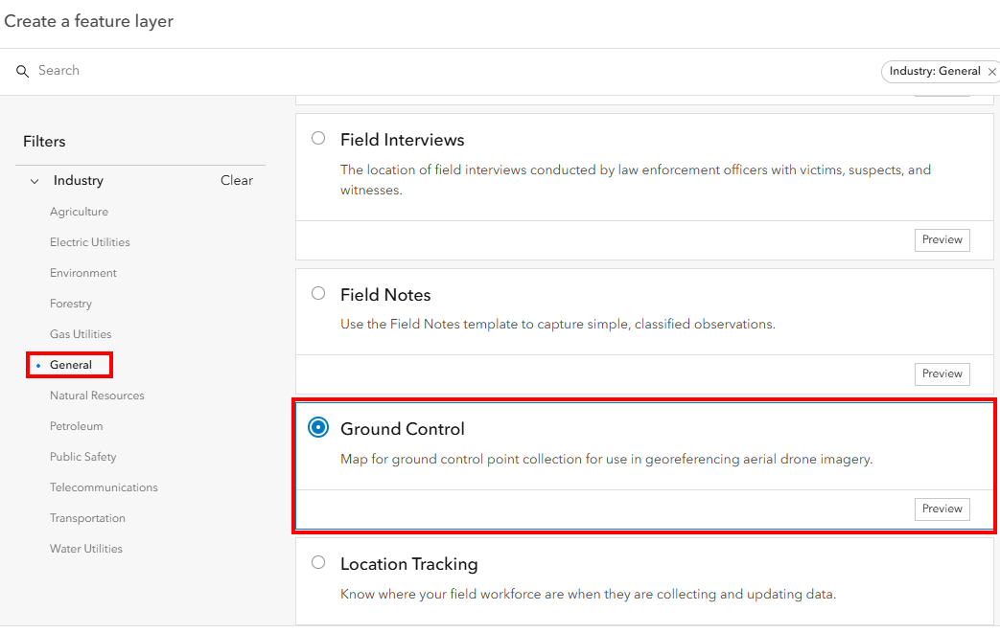 Create a feature layer
Search
Industry: General ×
Filters
Industry Clear
Agriculture
Electric Utilities
Environment
Forestry
Gas Utilities
General
Natural Resources
Petroleum
Public Safety
Telecommunications
Transportation
Water Utilities
Field Interviews
The location of field interviews conducted by law enforcement officers with victims, suspects, and
witnesses.
Preview
Field Notes
Use the Field Notes template to capture simple, classified observations.
Preview
Ground Control
Map for ground control point collection for use in georeferencing aerial drone imagery.
Preview
Location Tracking
Know where your field workforce are when they are collecting and updating data.